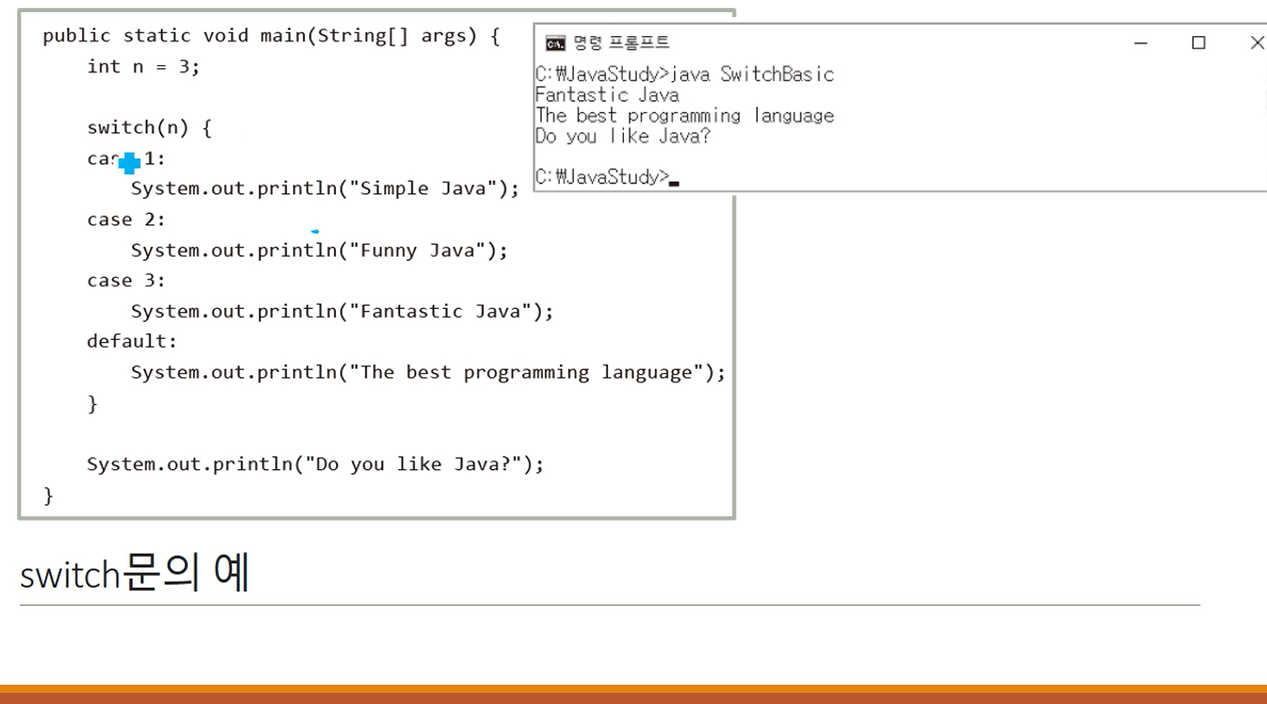 public static void main(String[] args) {
int n = 3;
switch(n) {
case 1:
System.out.println("Simple Java");
case 2:
System.out.println("Funny Java");
case 3:
System.out.println("Fantastic Java");
default:
System.out.println("The best programming language");
}
System.out.println("Do you like Java?");
}
명령 프롬프트
C:₩JavaStudy>java SwitchBasic
Fantastic Java
The best programming language
Do you like Java?
C:₩JavaStudy>
switch문의 예